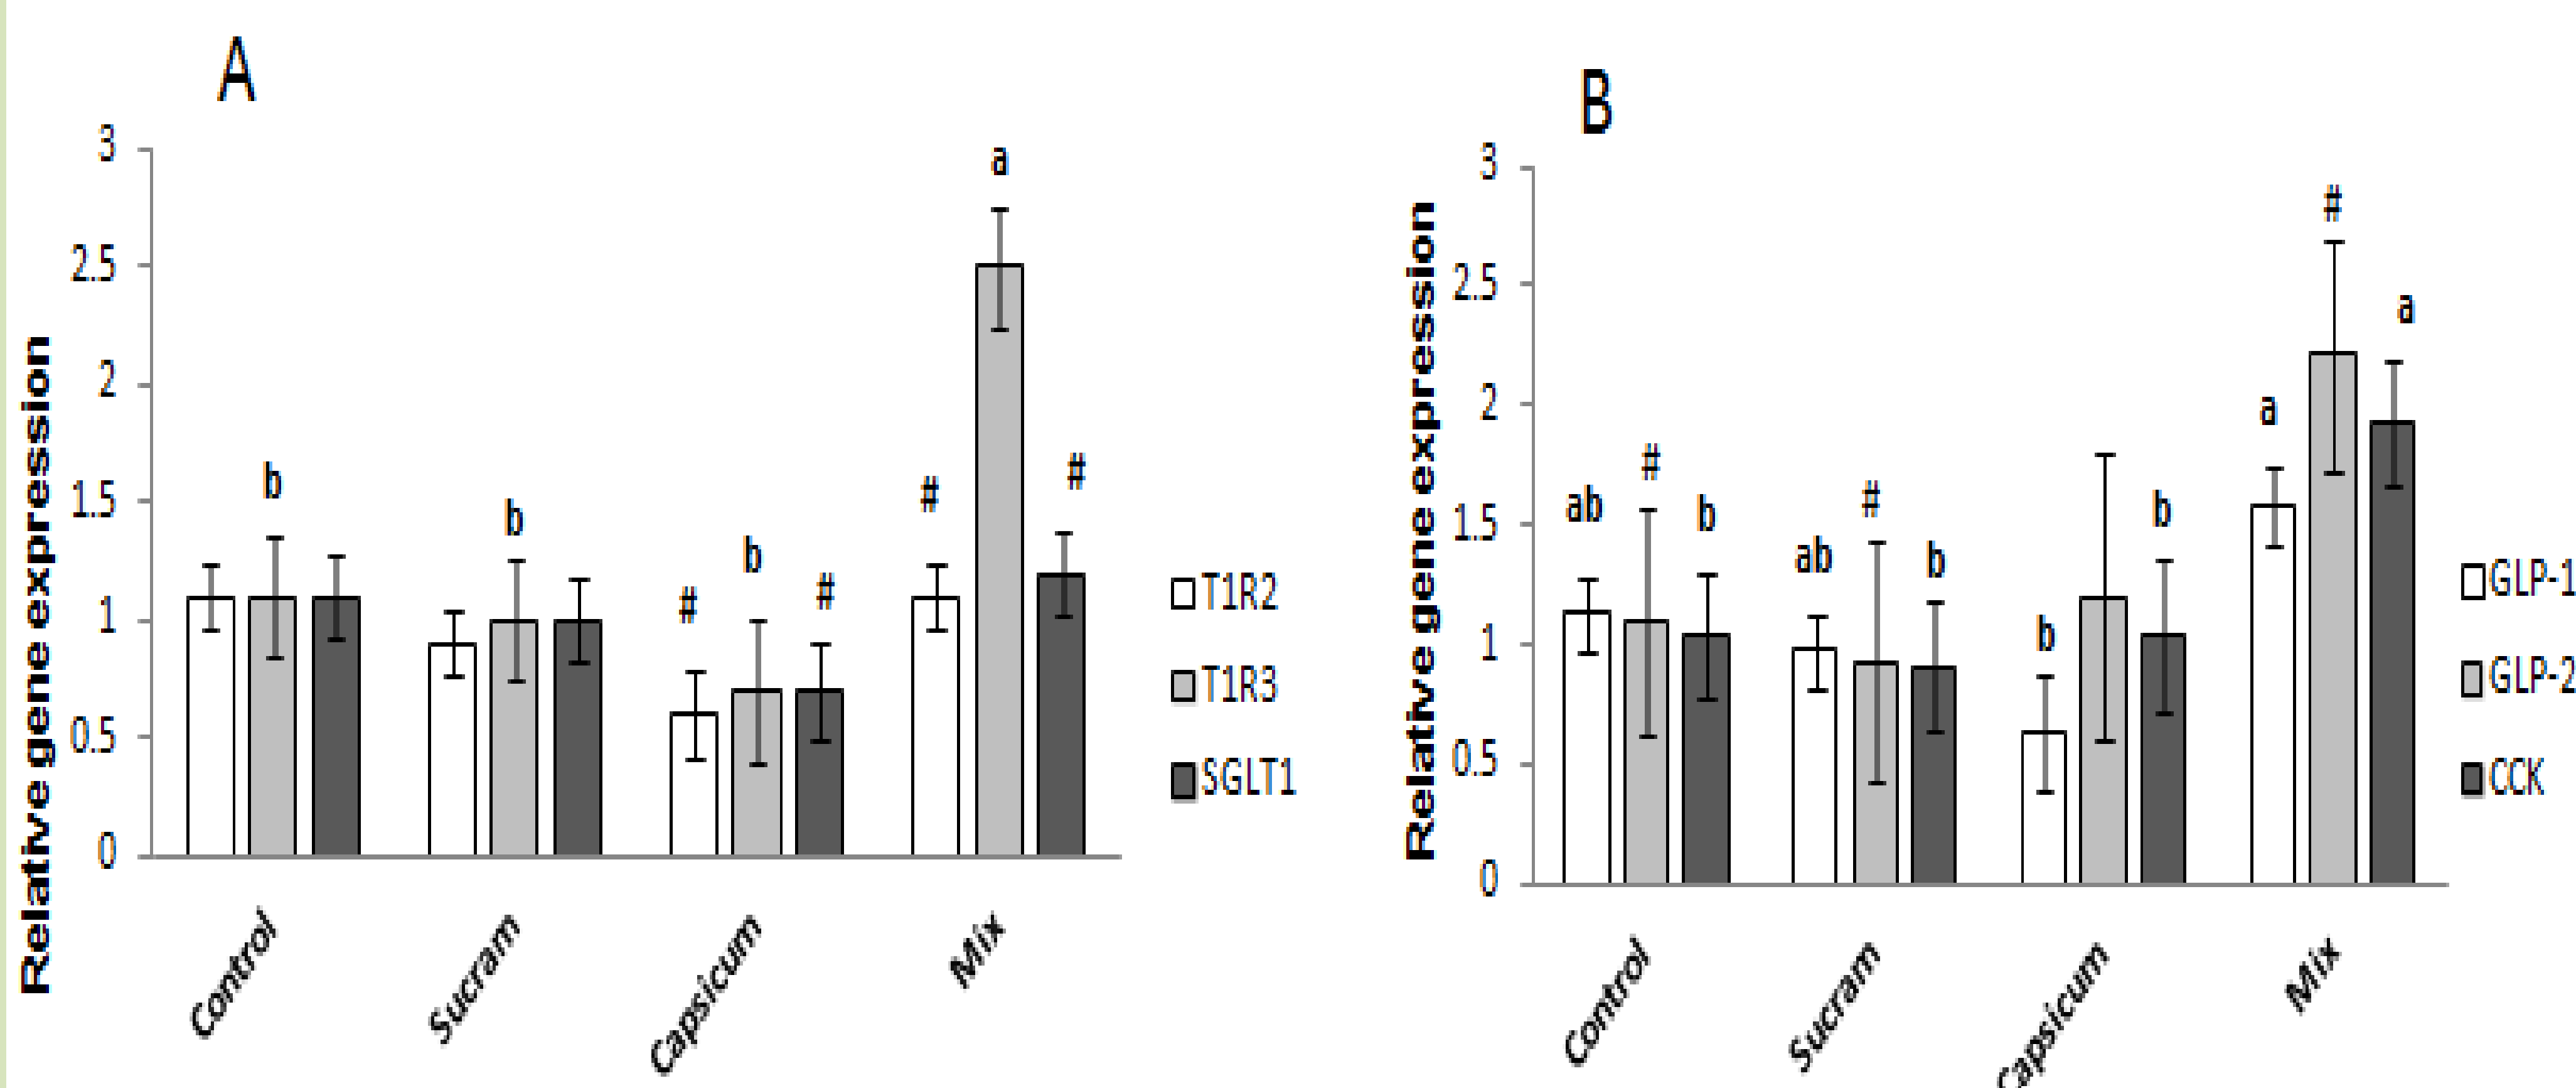 A
Relative gene expression
3
2.5
2
1.5
1
0.5
0
b
b
#
b
#
#
a
#
Control
Sucram
Capsicum
Mix
T1R2
T1R3
SGLT1
B
Relative gene expression
3
2.5
2
1.5
1
0.5
0
ab
#
b
ab
#
b
b
b
a
#
a
Control
Sucram
Capsicum
Mix
GLP-1
GLP-2
CCK